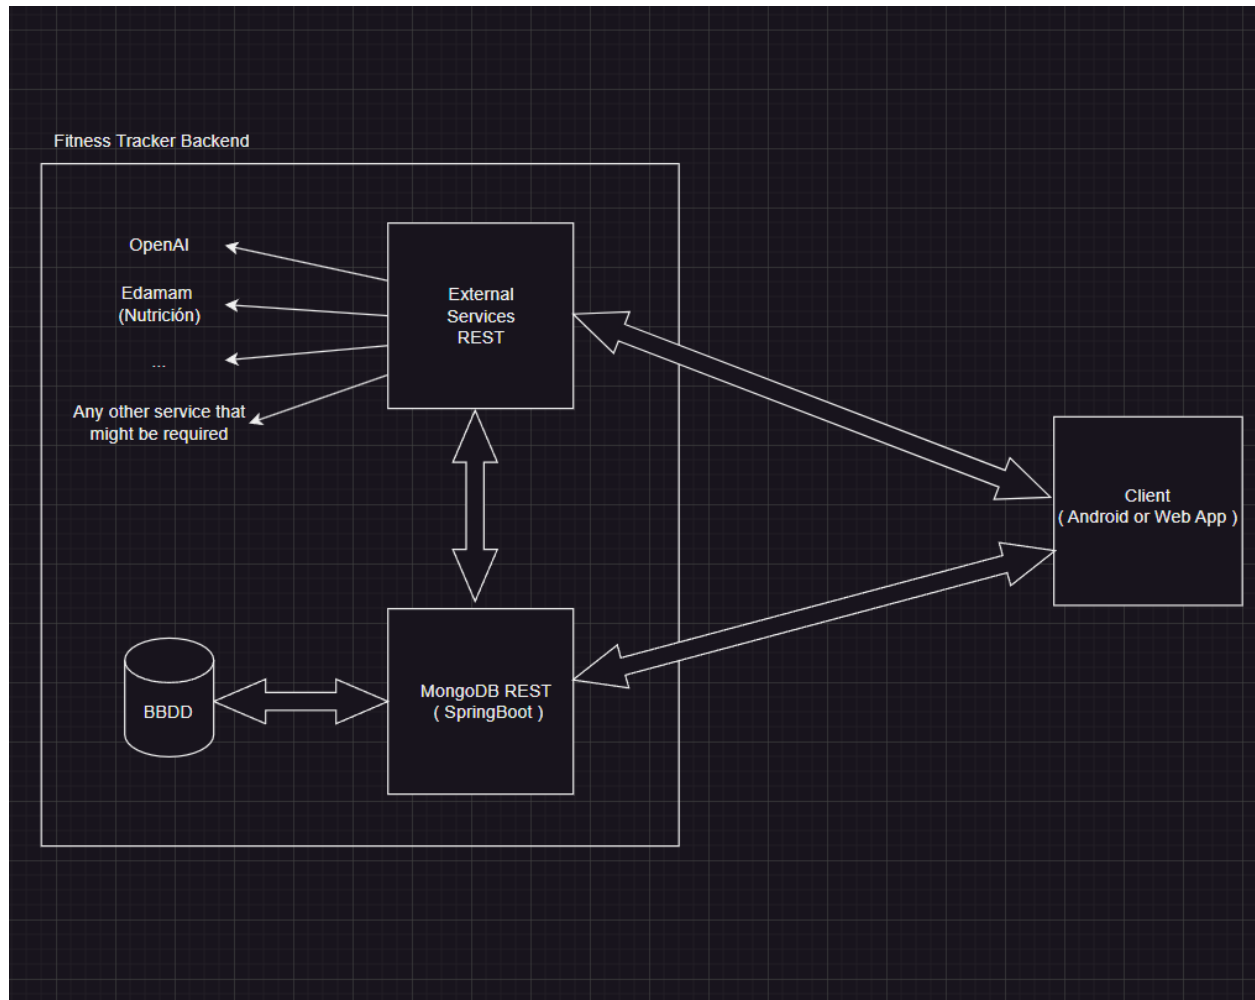 Fitness Tracker Backend
OpenAI
Edamam
(Nutrición)
...
Any other service that
might be required
External
Services
REST
Client
( Android or Web App )
BBDD
MongoDB REST
( SpringBoot )